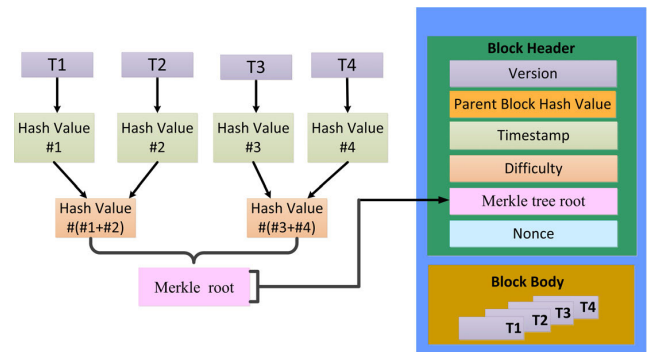 T1
T2
T3
T4
Hash Value
#1
Hash Value
#2
Hash Value
#3
Hash Value
#4
Hash Value
#(#1+#2)
Hash Value
#(#3+#4)
Merkle root
Block Header
Version
Parent Block Hash Value
Timestamp
Difficulty
Merkle tree root
Nonce
Block Body
T1
T2
T3
T4